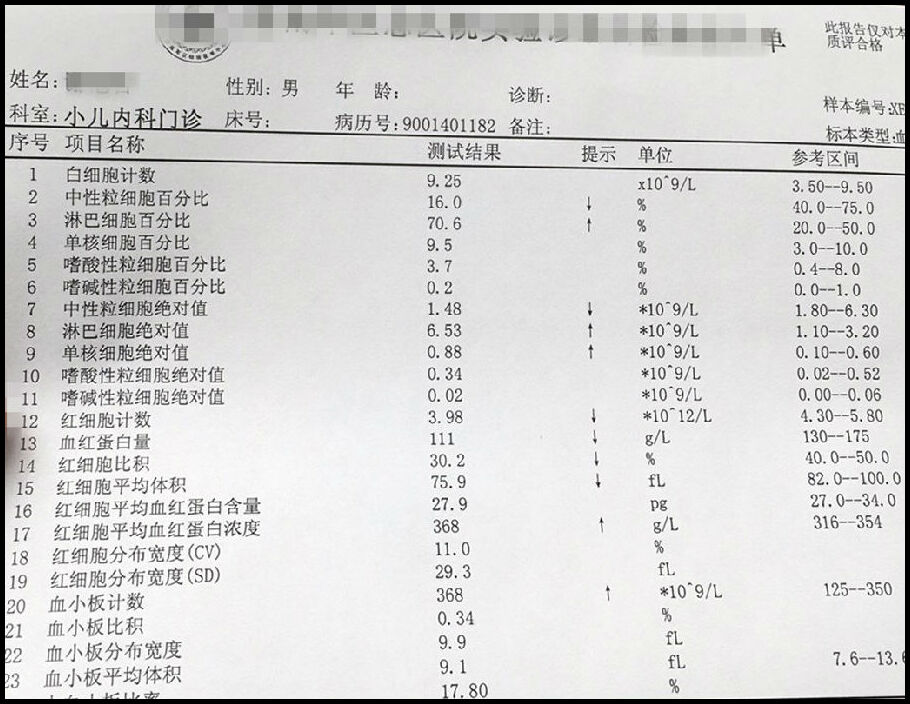 此报告仅对本
质评合格
姓名:
性别: 男 年 龄: 诊断:
样本编号:
科室: 小儿内科门诊 床号: 病历号: 9001401182 备注:
标本类型: 血
序号 项目名称 测试结果 提示 单位 参考区间
1 白细胞计数 9.25 x10^9/L 3.50--9.50
2 中性粒细胞百分比 16.0 ↓ % 40.0--75.0
3 淋巴细胞百分比 70.6 ↑ % 20.0--50.0
4 单核细胞百分比 9.5 % 3.0--10.0
5 嗜酸性粒细胞百分比 3.7 % 0.4--8.0
6 嗜碱性粒细胞百分比 0.2 % 0.0--1.0
7 中性粒细胞绝对值 1.48 ↓ *10^9/L 1.80--6.30
8 淋巴细胞绝对值 6.53 ↑ *10^9/L 1.10--3.20
9 单核细胞绝对值 0.88 ↑ *10^9/L 0.10--0.60
10 嗜酸性粒细胞绝对值 0.34 *10^9/L 0.02--0.52
11 嗜碱性粒细胞绝对值 0.02 *10^9/L 0.00--0.06
12 红细胞计数 3.98 ↓ *10^12/L 4.30--5.80
13 血红蛋白量 111 ↓ g/L 130--175
14 红细胞比积 30.2 ↓ % 40.0--50.0
15 红细胞平均体积 75.9 ↓ fL 82.0--100.0
16 红细胞平均血红蛋白含量 27.9 pg 27.0--34.0
17 红细胞平均血红蛋白浓度 368 ↑ g/L 316--354
18 红细胞分布宽度(CV) 11.0 %
19 红细胞分布宽度(SD) 29.3 fL
20 血小板计数 368 ↑ *10^9/L 125--350
21 血小板比积 0.34 %
22 血小板分布宽度 9.9 fL
23 血小板平均体积 9.1 fL 7.6--13.6
17.80 %